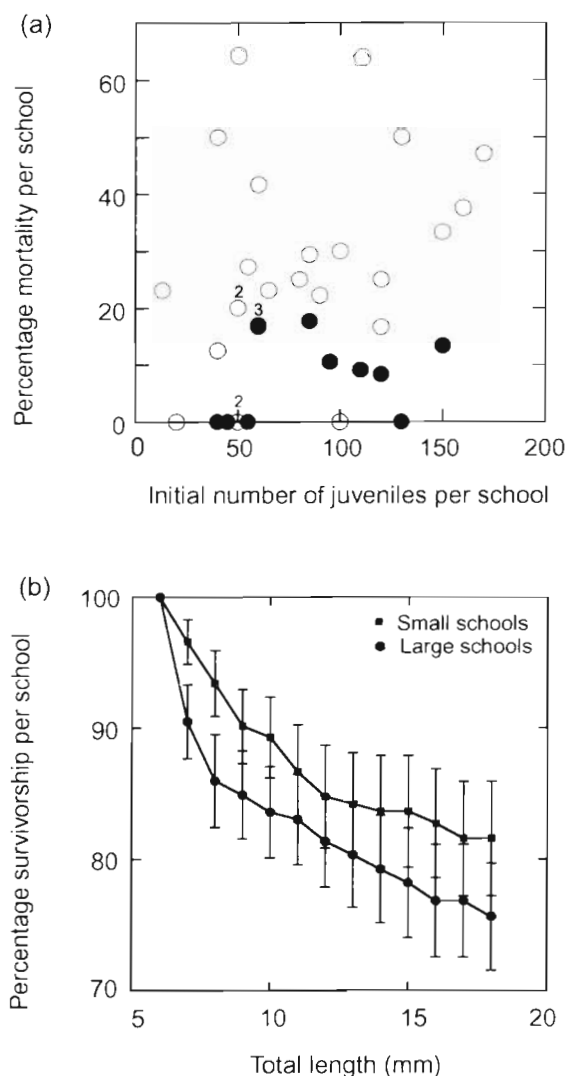 (a)
Percentage mortality per school
60
40
20
0
2
3
2
0
50
100
150
200
Initial number of juveniles per school
(b)
Percentage survivorship per school
100
90
80
70
Small schools
Large schools
5
10
15
20
Total length (mm)